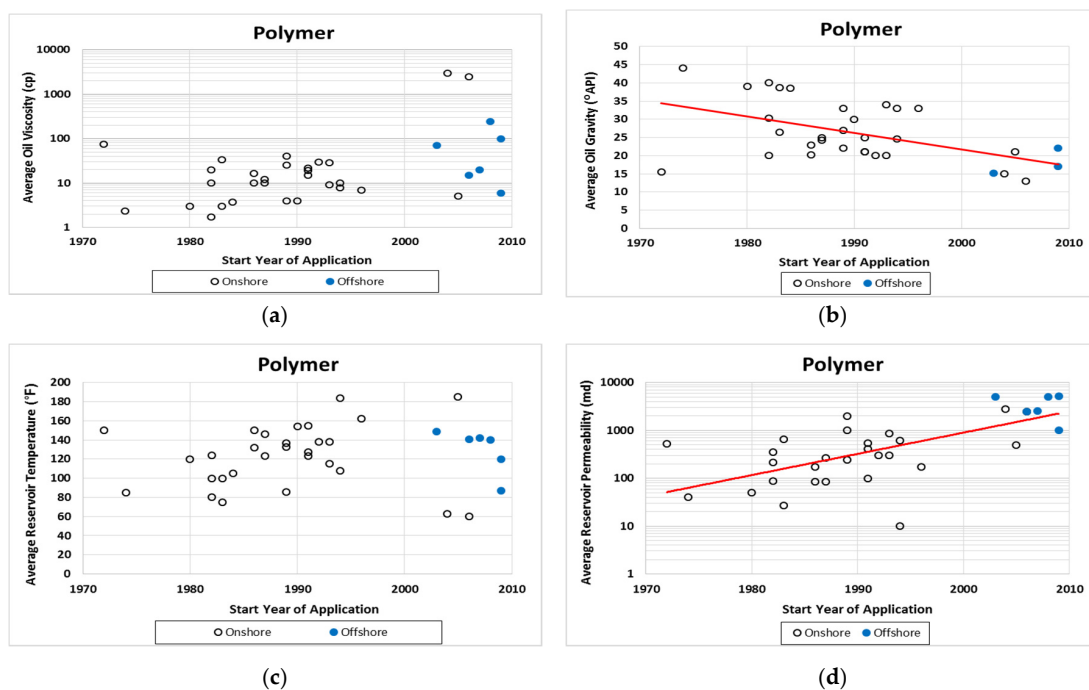 Polymer
Average Oil Viscosity (cp)
10000
1000
100
10
1
1970 1980 1990 2000 2010
Start Year of Application
Onshore Offshore
(a)
Polymer
Average Oil Gravity (°API)
50
45
40
35
30
25
20
15
10
5
0
1970 1980 1990 2000 2010
Start Year of Application
Onshore Offshore
(b)
Polymer
Average Reservoir Temperature (°F)
200
180
160
140
120
100
80
60
40
20
0
1970 1980 1990 2000 2010
Start Year of Application
Onshore Offshore
(c)
Polymer
Average Reservoir Permeability (md)
10000
1000
100
10
1
1970 1980 1990 2000 2010
Start Year of Application
Onshore Offshore
(d)